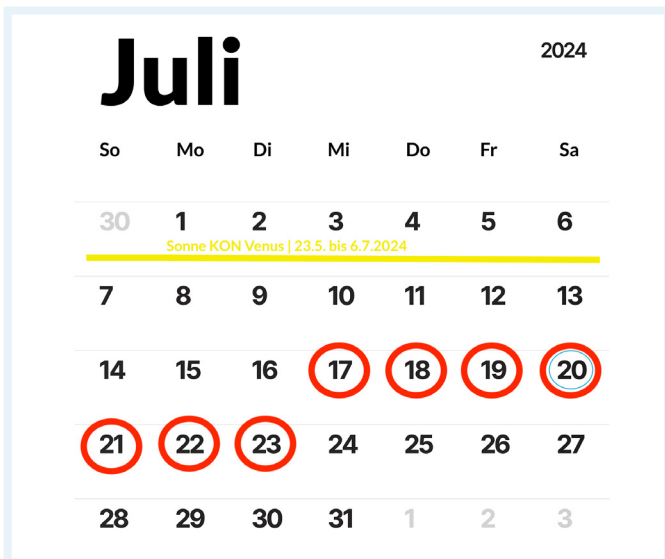 Juli
2024
So Mo Di Mi Do Fr Sa
30 1 2 3 4 5 6
Sonne KON Venus | 23.5. bis 6.7.2024
7 8 9 10 11 12 13
14 15 16 17 18 19 20
21 22 23 24 25 26 27
28 29 30 31 1 2 3